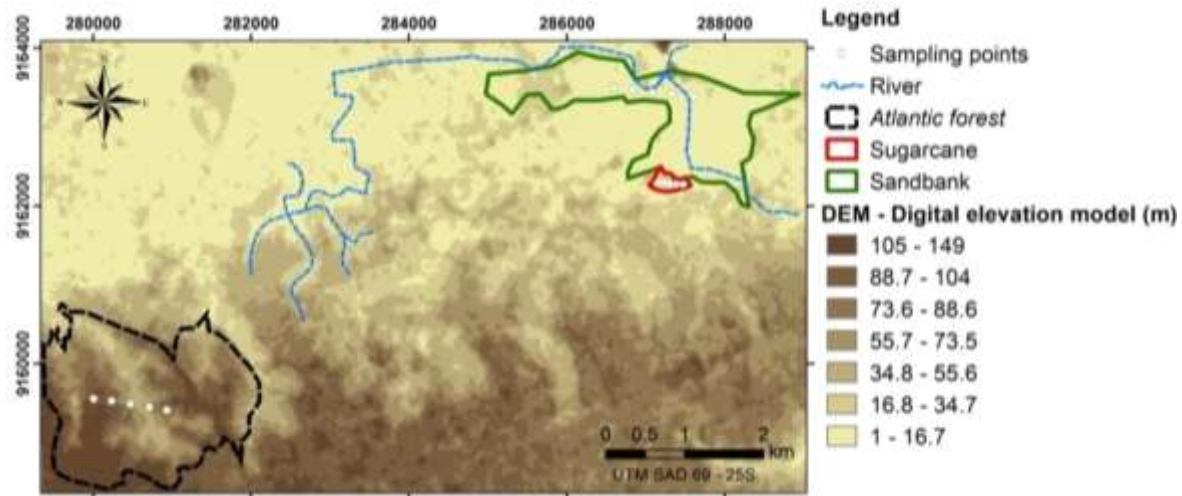 280000 282000 284000 286000 288000
9164000
9162000
9160000
0 0.5 1 2
km
UTM SAD 69 - 25S
Legend
Sampling points
River
Atlantic forest
Sugarcane
Sandbank
DEM - Digital elevation model (m)
105 - 149
88.7 - 104
73.6 - 88.6
55.7 - 73.5
34.8 - 55.6
16.8 - 34.7
1 - 16.7